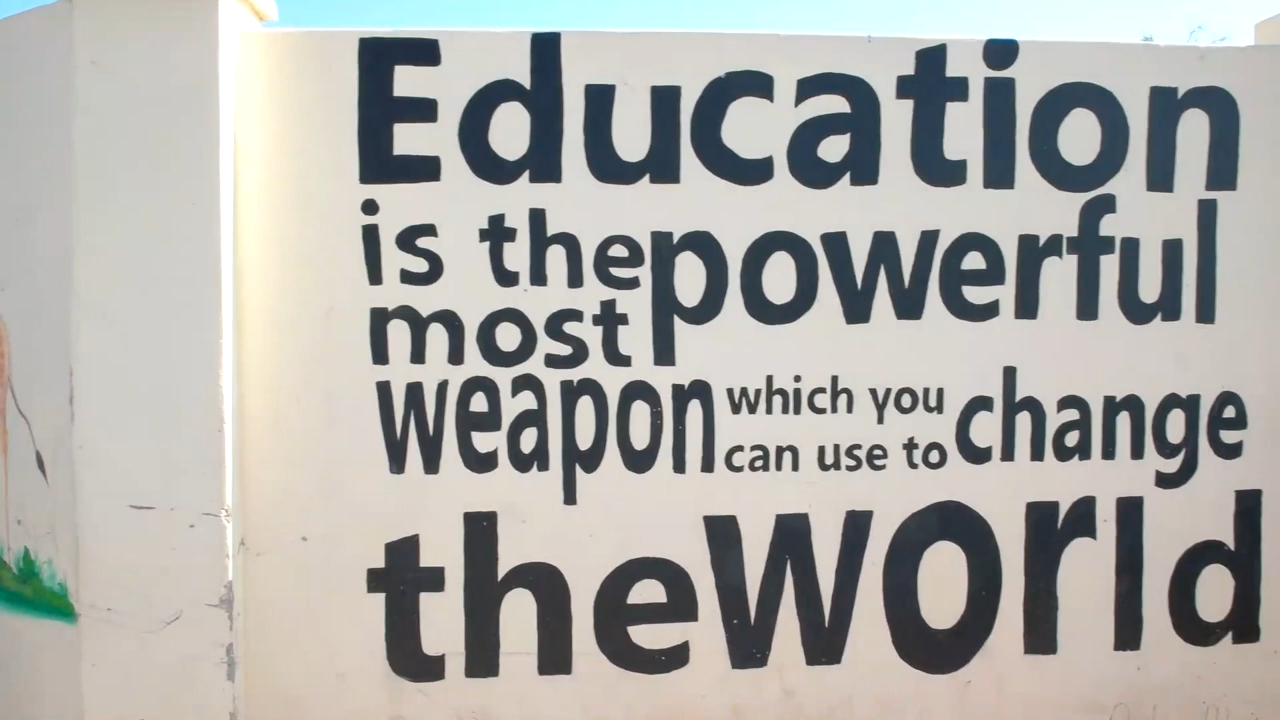 Education
is the most powerful
weapon which you can use to change
the world